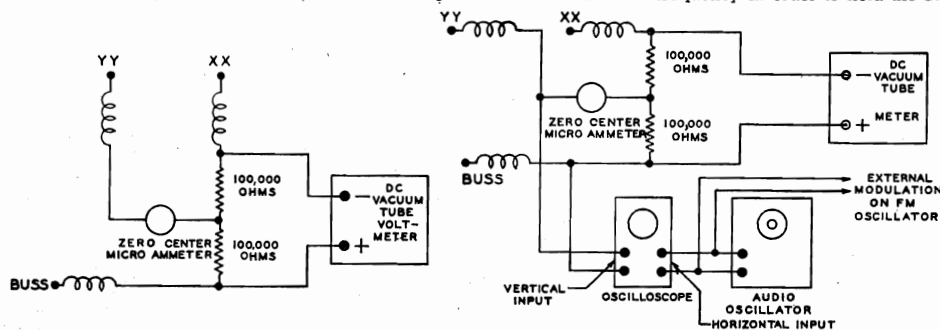 YY
XX
100,000
OHMS
100,000
OHMS
ZERO CENTER
MICRO AMMETER
BUSS
DC
VACUUM
TUBE
VOLT-
METER
−
+
YY
XX
100,000
OHMS
100,000
OHMS
ZERO CENTER
MICRO AMMETER
BUSS
DC
VACUUM
TUBE
METER
−
+
EXTERNAL
MODULATION
ON FM
OSCILLATOR
VERTICAL
INPUT
OSCILLOSCOPE
AUDIO
OSCILLATOR
HORIZONTAL INPUT